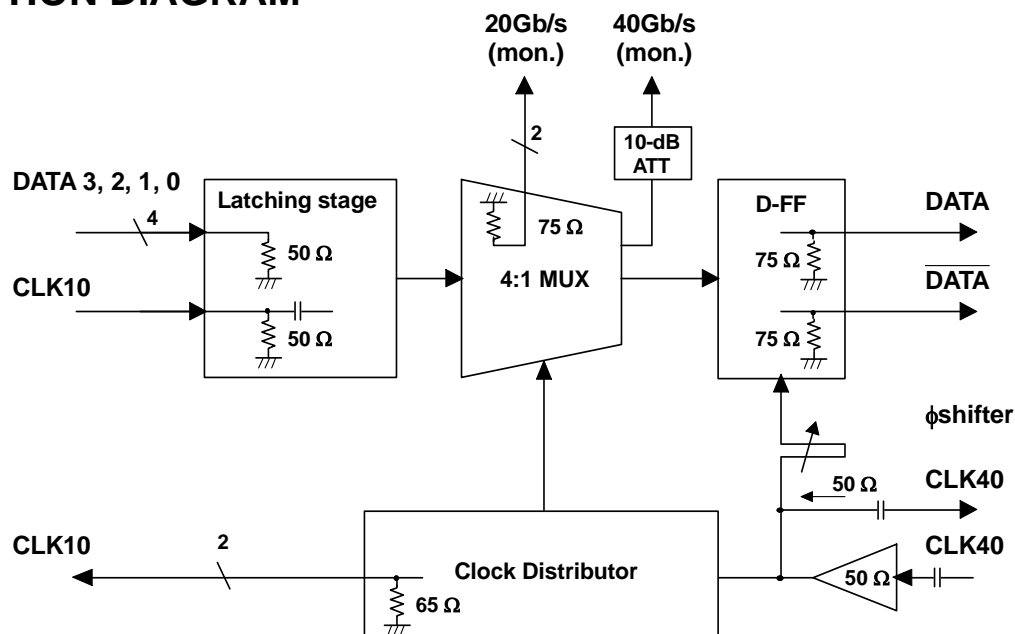 20Gb/s
(mon.)
40Gb/s
(mon.)
2
10-dB
ATT
DATA 3, 2, 1, 0
4
Latching stage
50 Ω
CLK10
50 Ω
75 Ω
4:1 MUX
D-FF
75 Ω
75 Ω
DATA
DATA
ϕshifter
50 Ω
CLK40
CLK40
50 Ω
CLK10
2
Clock Distributor
65 Ω